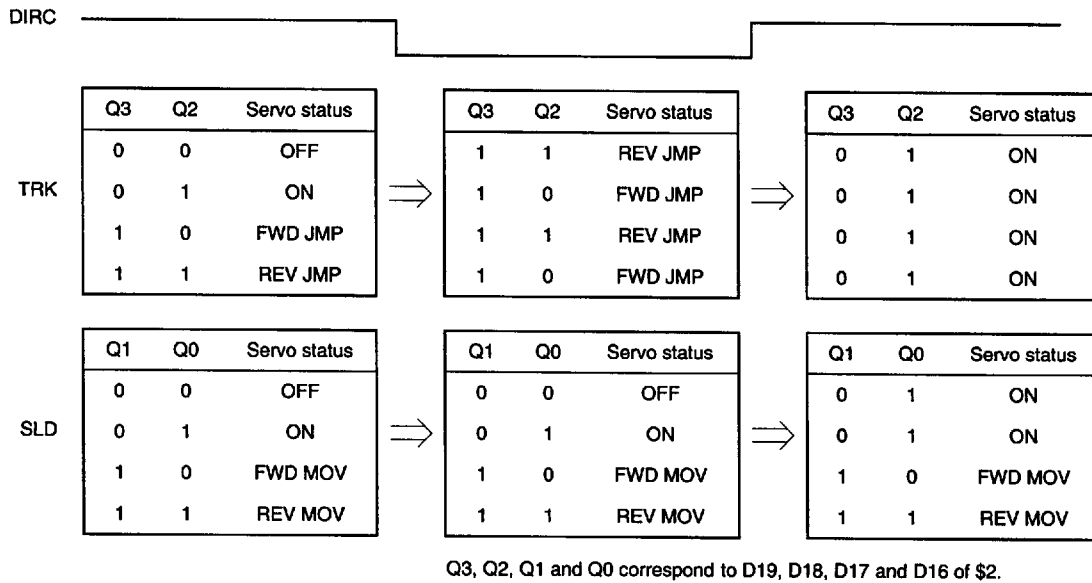 DIRC
Q3 Q2 Servo status Q3 Q2 Servo status Q3 Q2 Servo status
0 0 OFF 1 1 REV JMP 0 1 ON
TRK 0 1 ON 1 0 FWD JMP 0 1 ON
1 0 FWD JMP 1 1 REV JMP 0 1 ON
1 1 REV JMP 1 0 FWD JMP 0 1 ON
Q1 Q0 Servo status Q1 Q0 Servo status Q1 Q0 Servo status
0 0 OFF 0 0 OFF 0 1 ON
SLD 0 1 ON 0 1 ON 0 1 ON
1 0 FWD MOV 1 0 FWD MOV 1 0 FWD MOV
1 1 REV MOV 1 1 REV MOV 1 1 REV MOV
Q3, Q2, Q1 and Q0 correspond to D19, D18, D17 and D16 of $2.